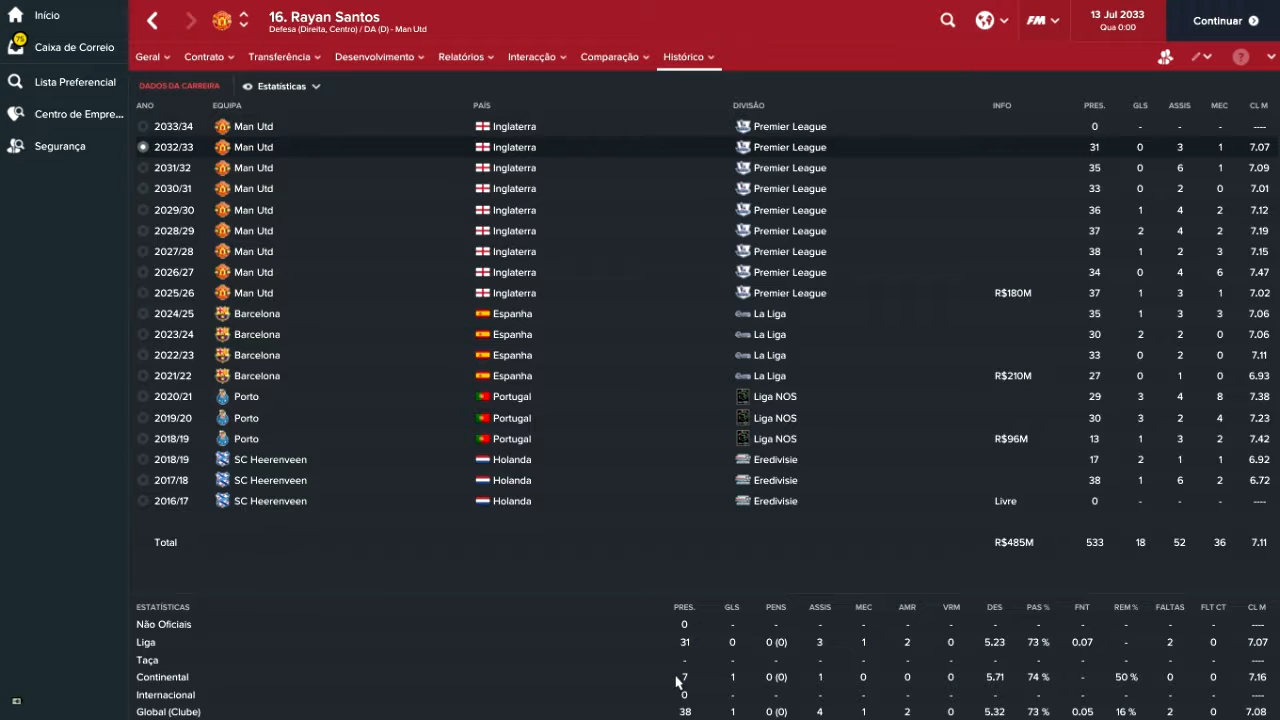 16. Rayan Santos
Defesa (Direita, Centro) / DA (D) - Man Utd
FM
13 Jul 2033
Qua 0:00
Continuar
Início
75
Caixa de Correio
Lista Preferencial
Centro de Empre...
Segurança
Geral Contrato Transferência Desenvolvimento Relatórios Interacção Comparação Histórico
?
DADOS DA CARREIRA Estatísticas
ANO EQUIPA PAÍS DIVISÃO INFO PRES. GLS ASSIS MEC CL M
2033/34 Man Utd Inglaterra Premier League 0 - - - ----
2032/33 Man Utd Inglaterra Premier League 31 0 3 1 7.07
2031/32 Man Utd Inglaterra Premier League 35 0 6 1 7.09
2030/31 Man Utd Inglaterra Premier League 33 0 2 0 7.01
2029/30 Man Utd Inglaterra Premier League 36 1 4 2 7.12
2028/29 Man Utd Inglaterra Premier League 37 2 4 2 7.19
2027/28 Man Utd Inglaterra Premier League 38 1 2 3 7.15
2026/27 Man Utd Inglaterra Premier League 34 0 4 6 7.47
2025/26 Man Utd Inglaterra Premier League R$180M 37 1 3 1 7.02
2024/25 Barcelona Espanha La Liga 35 1 3 3 7.06
2023/24 Barcelona Espanha La Liga 30 2 2 0 7.06
2022/23 Barcelona Espanha La Liga 33 0 2 0 7.11
2021/22 Barcelona Espanha La Liga R$210M 27 0 1 0 6.93
2020/21 Porto Portugal Liga NOS 29 3 4 8 7.38
2019/20 Porto Portugal Liga NOS 30 3 2 4 7.23
2018/19 Porto Portugal Liga NOS R$96M 13 1 3 2 7.42
2018/19 SC Heerenveen Holanda Eredivisie 17 2 1 1 6.92
2017/18 SC Heerenveen Holanda Eredivisie 38 1 6 2 6.72
2016/17 SC Heerenveen Holanda Eredivisie Livre 0 - - - ----
Total R$485M 533 18 52 36 7.11
ESTATÍSTICAS PRES. GLS PENS ASSIS MEC AMR VRM DES PAS % FNT REM % FALTAS FLT CT CL M
Não Oficiais 0 - - - - - - - - - - - - ----
Liga 31 0 0 (0) 3 1 2 0 5.23 73 % 0.07 - 2 0 7.07
Taça - - - - - - - - - - - - - ----
Continental 7 1 0 (0) 1 0 0 0 5.71 74 % - 50 % 0 0 7.16
Internacional 0 - - - - - - - - - - - - ----
Global (Clube) 38 1 0 (0) 4 1 2 0 5.32 73 % 0.05 16 % 2 0 7.08